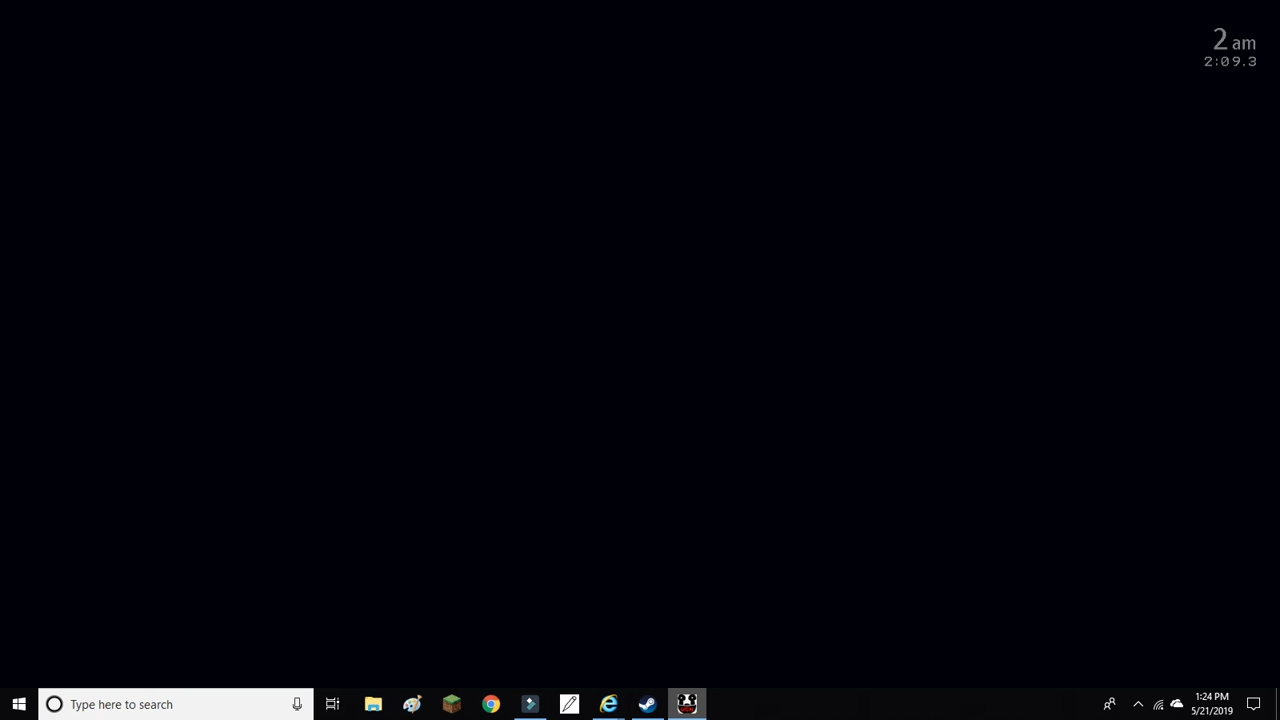 2 am
2:09.3
Type here to search
1:24 PM
5/21/2019